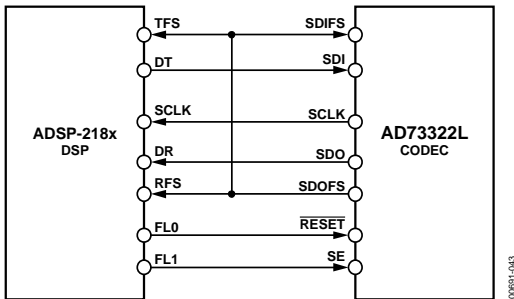 TFS SDIFS
DT SDI
SCLK SCLK
ADSP-218x
DSP
AD73322L
CODEC
DR SDO
RFS SDOFS
FL0 RESET
FL1 SE
00691-043